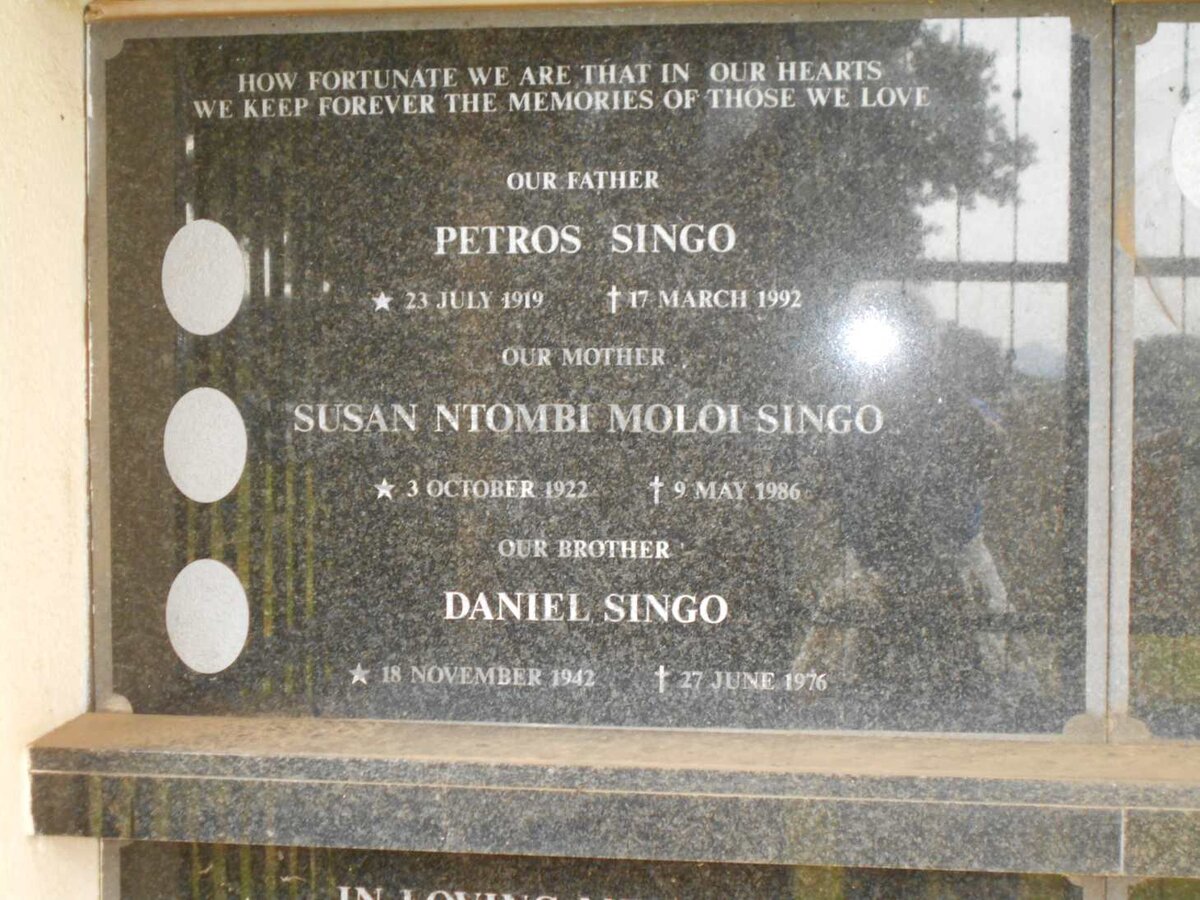 HOW FORTUNATE WE ARE THAT IN OUR HEARTS
WE KEEP FOREVER THE MEMORIES OF THOSE WE LOVE
OUR FATHER
PETROS SINGO
★ 23 JULY 1919 † 17 MARCH 1992
OUR MOTHER
SUSAN NTOMBI MOLOI SINGO
★ 3 OCTOBER 1922 † 9 MAY 1986
OUR BROTHER
DANIEL SINGO
★ 18 NOVEMBER 1942 † 27 JUNE 1976
IN LOVING